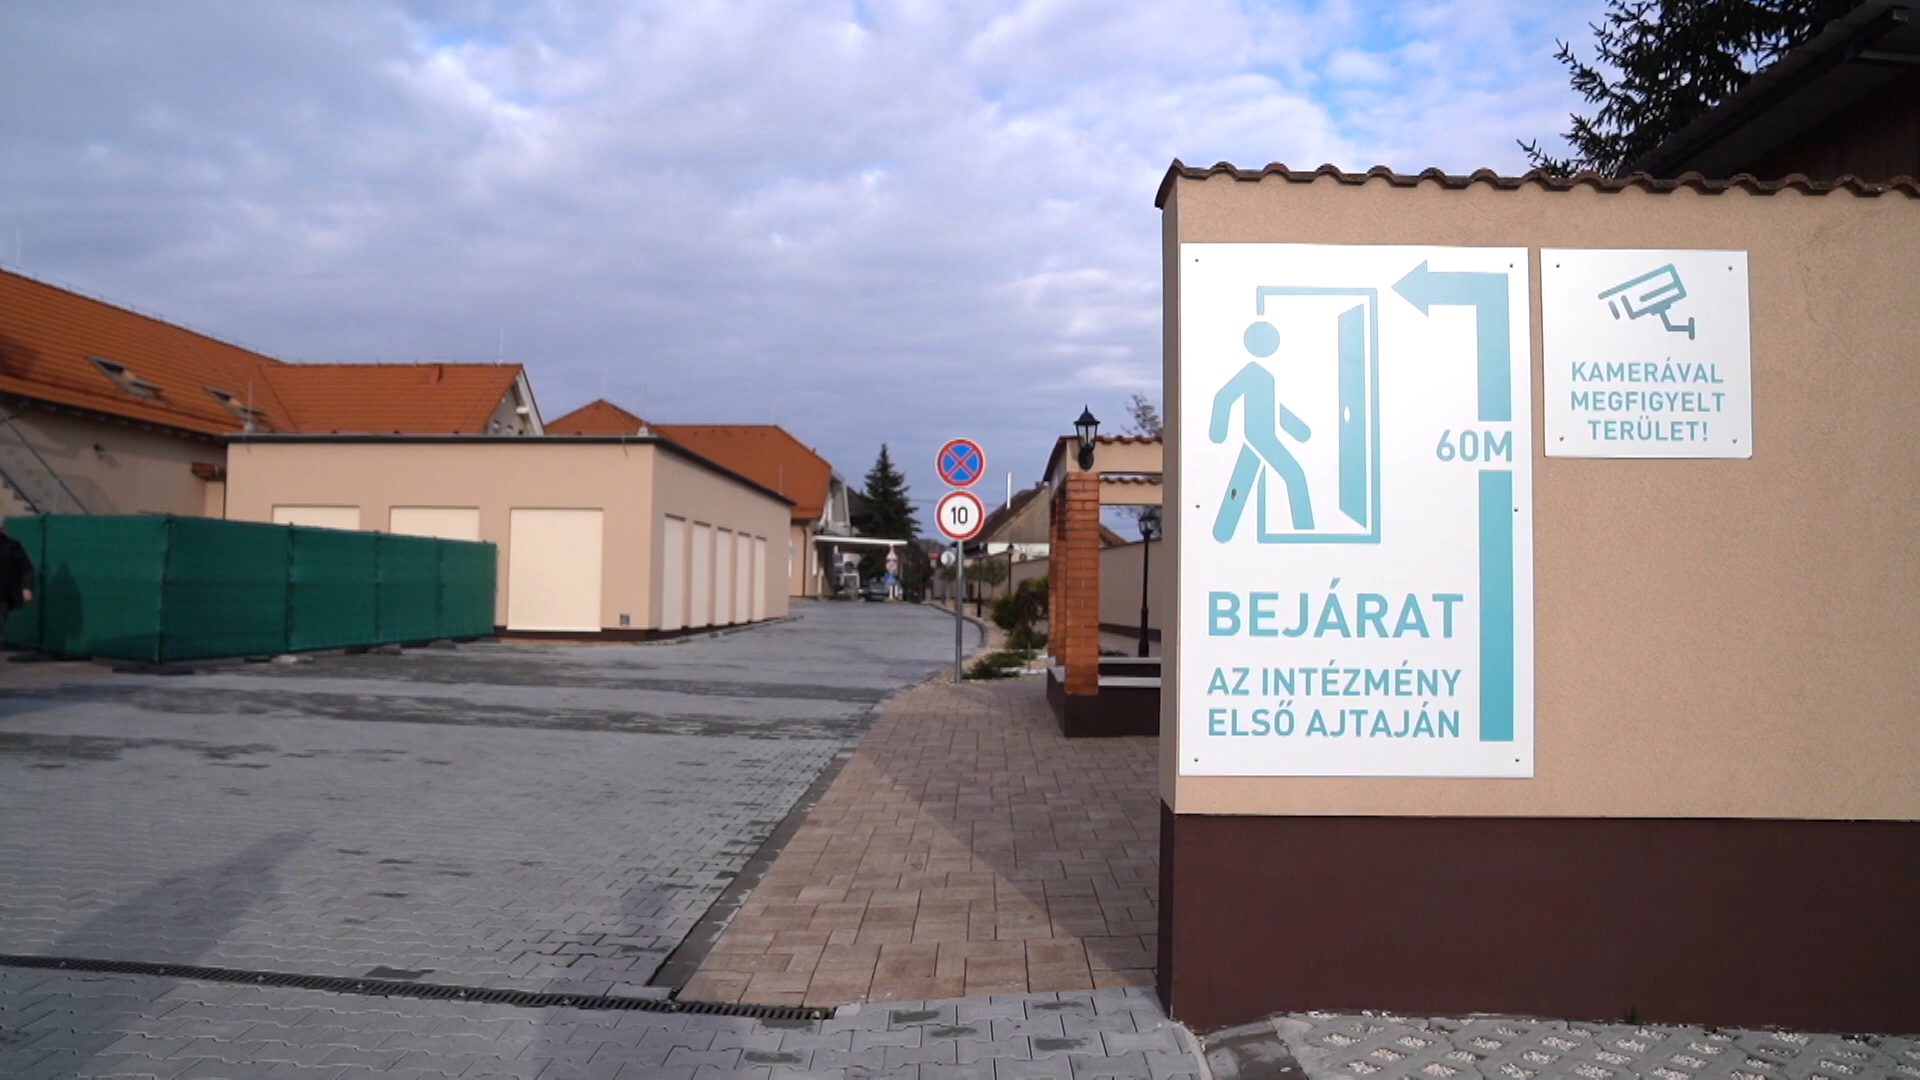 10
60M
BEJÁRAT
AZ INTÉZMÉNY
ELSŐ AJTAJÁN
KAMERÁVAL
MEGFIGYELT
TERÜLET!